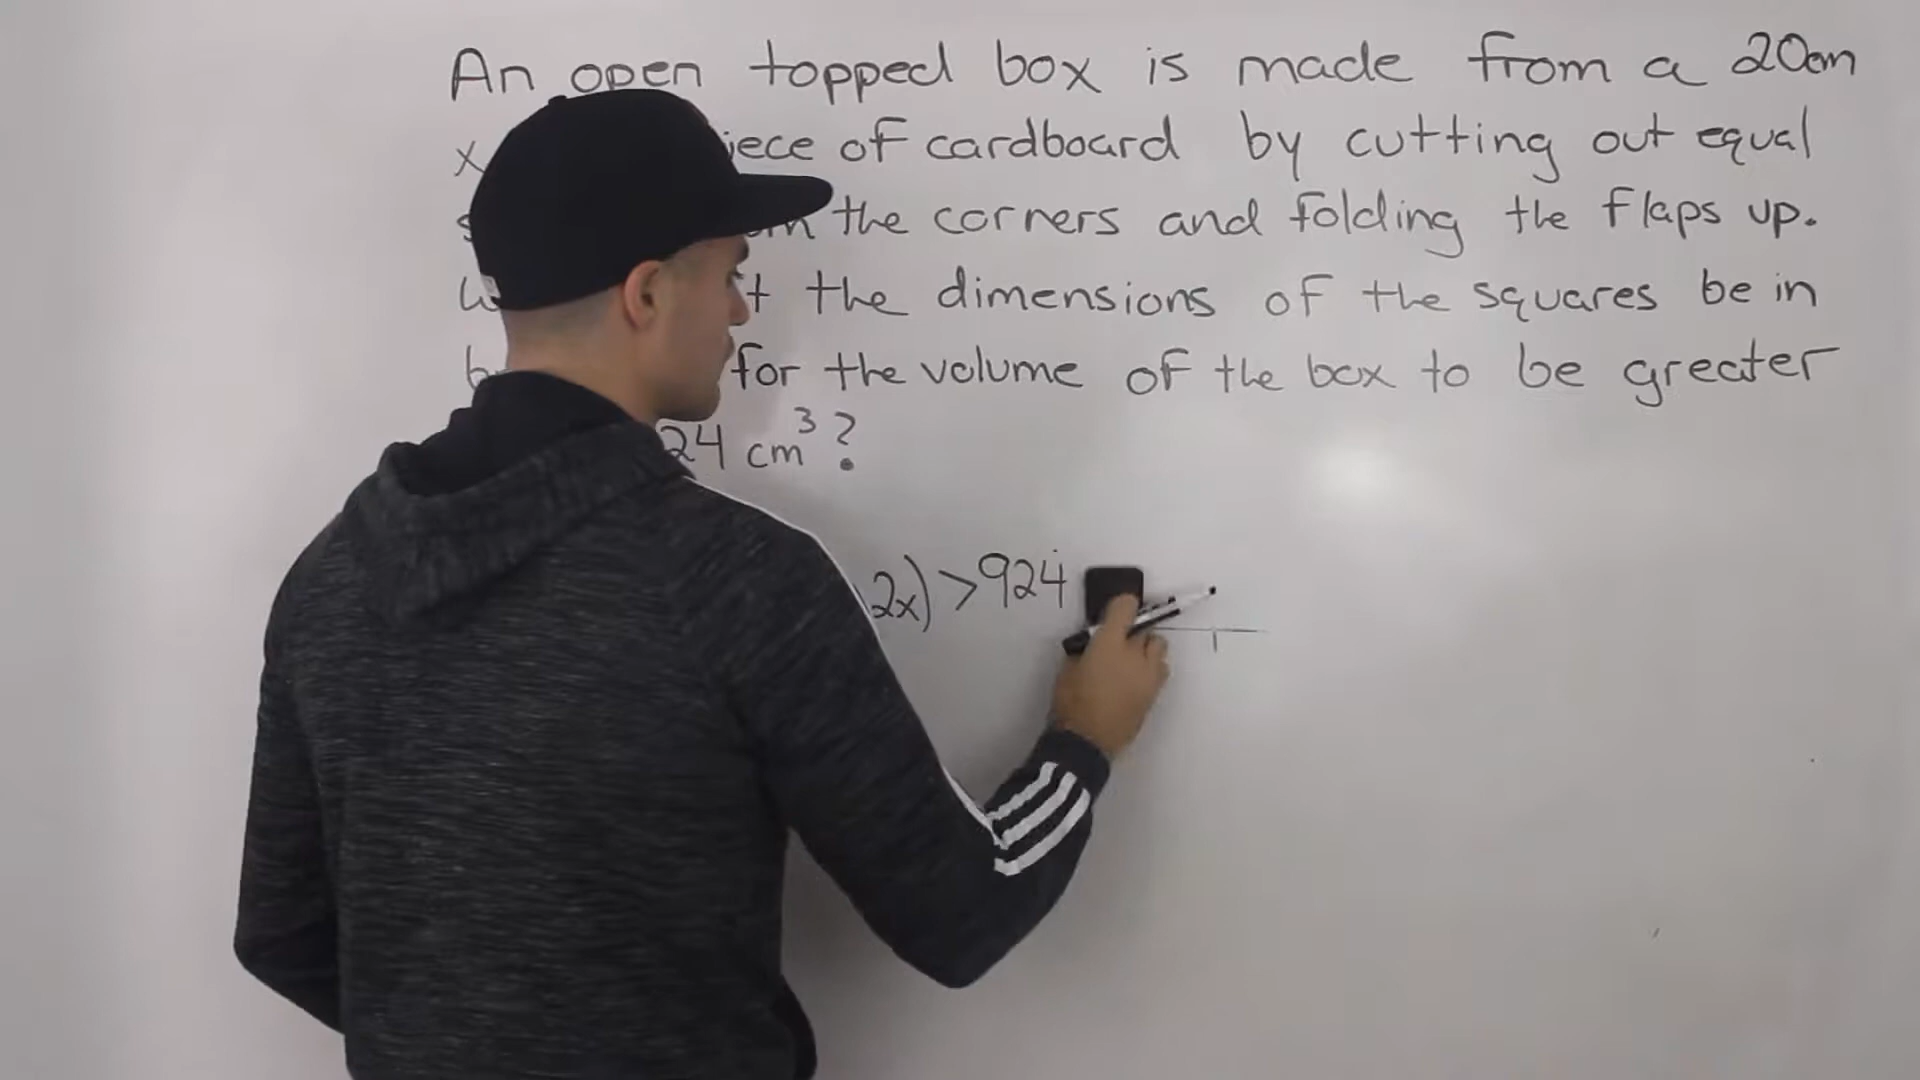 An open topped box is made from a 20cm
x of cardboard by cutting out equal
the corners and folding the flaps up.
the dimensions of the squares be in
for the volume of the box to be greater
24 cm³?
2x) >924